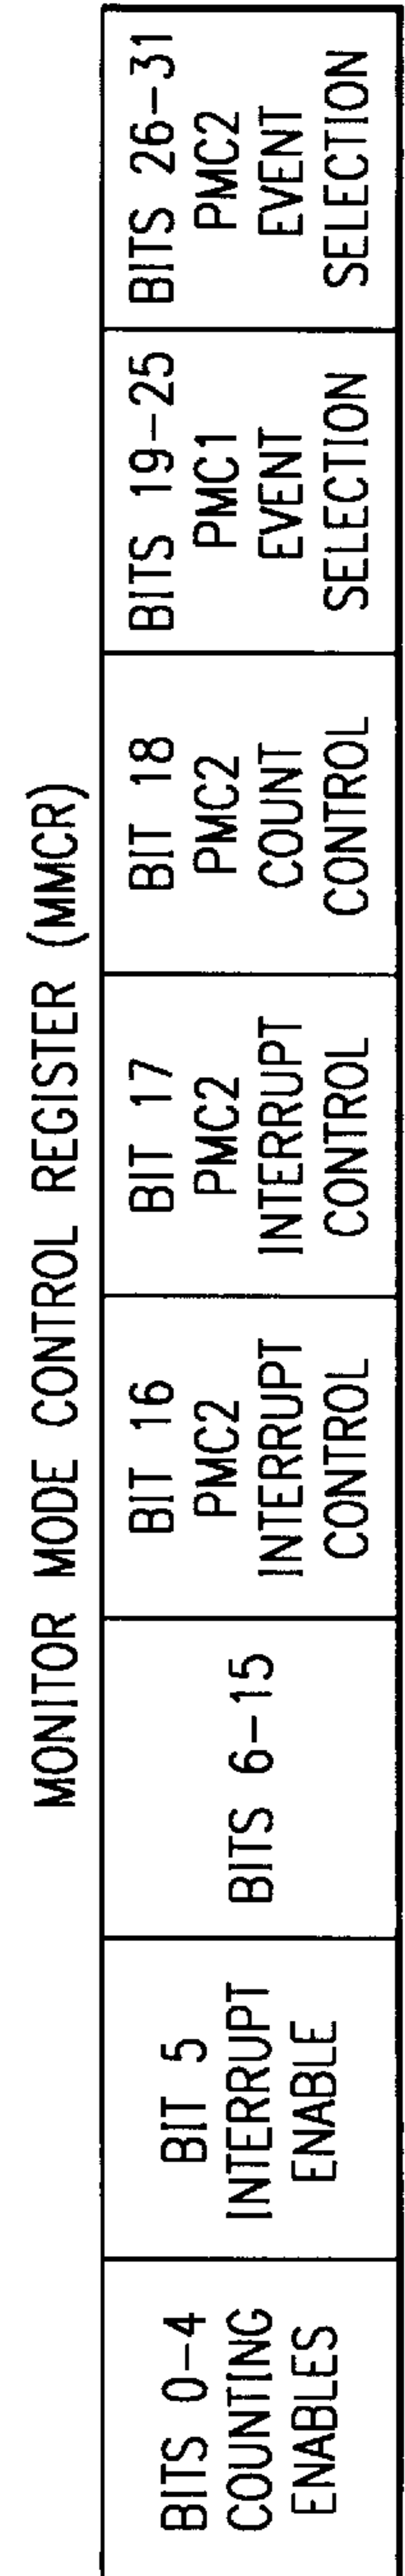 MONITOR MODE CONTROL REGISTER (MMCR)
BITS 0-4
COUNTING
ENABLES
BIT 5
INTERRUPT
ENABLE
BITS 6-15
BIT 16
PMC2
INTERRUPT
CONTROL
BIT 17
PMC2
INTERRUPT
CONTROL
BIT 18
PMC2
COUNT
CONTROL
BITS 19-25
PMC1
EVENT
SELECTION
BITS 26-31
PMC2
EVENT
SELECTION